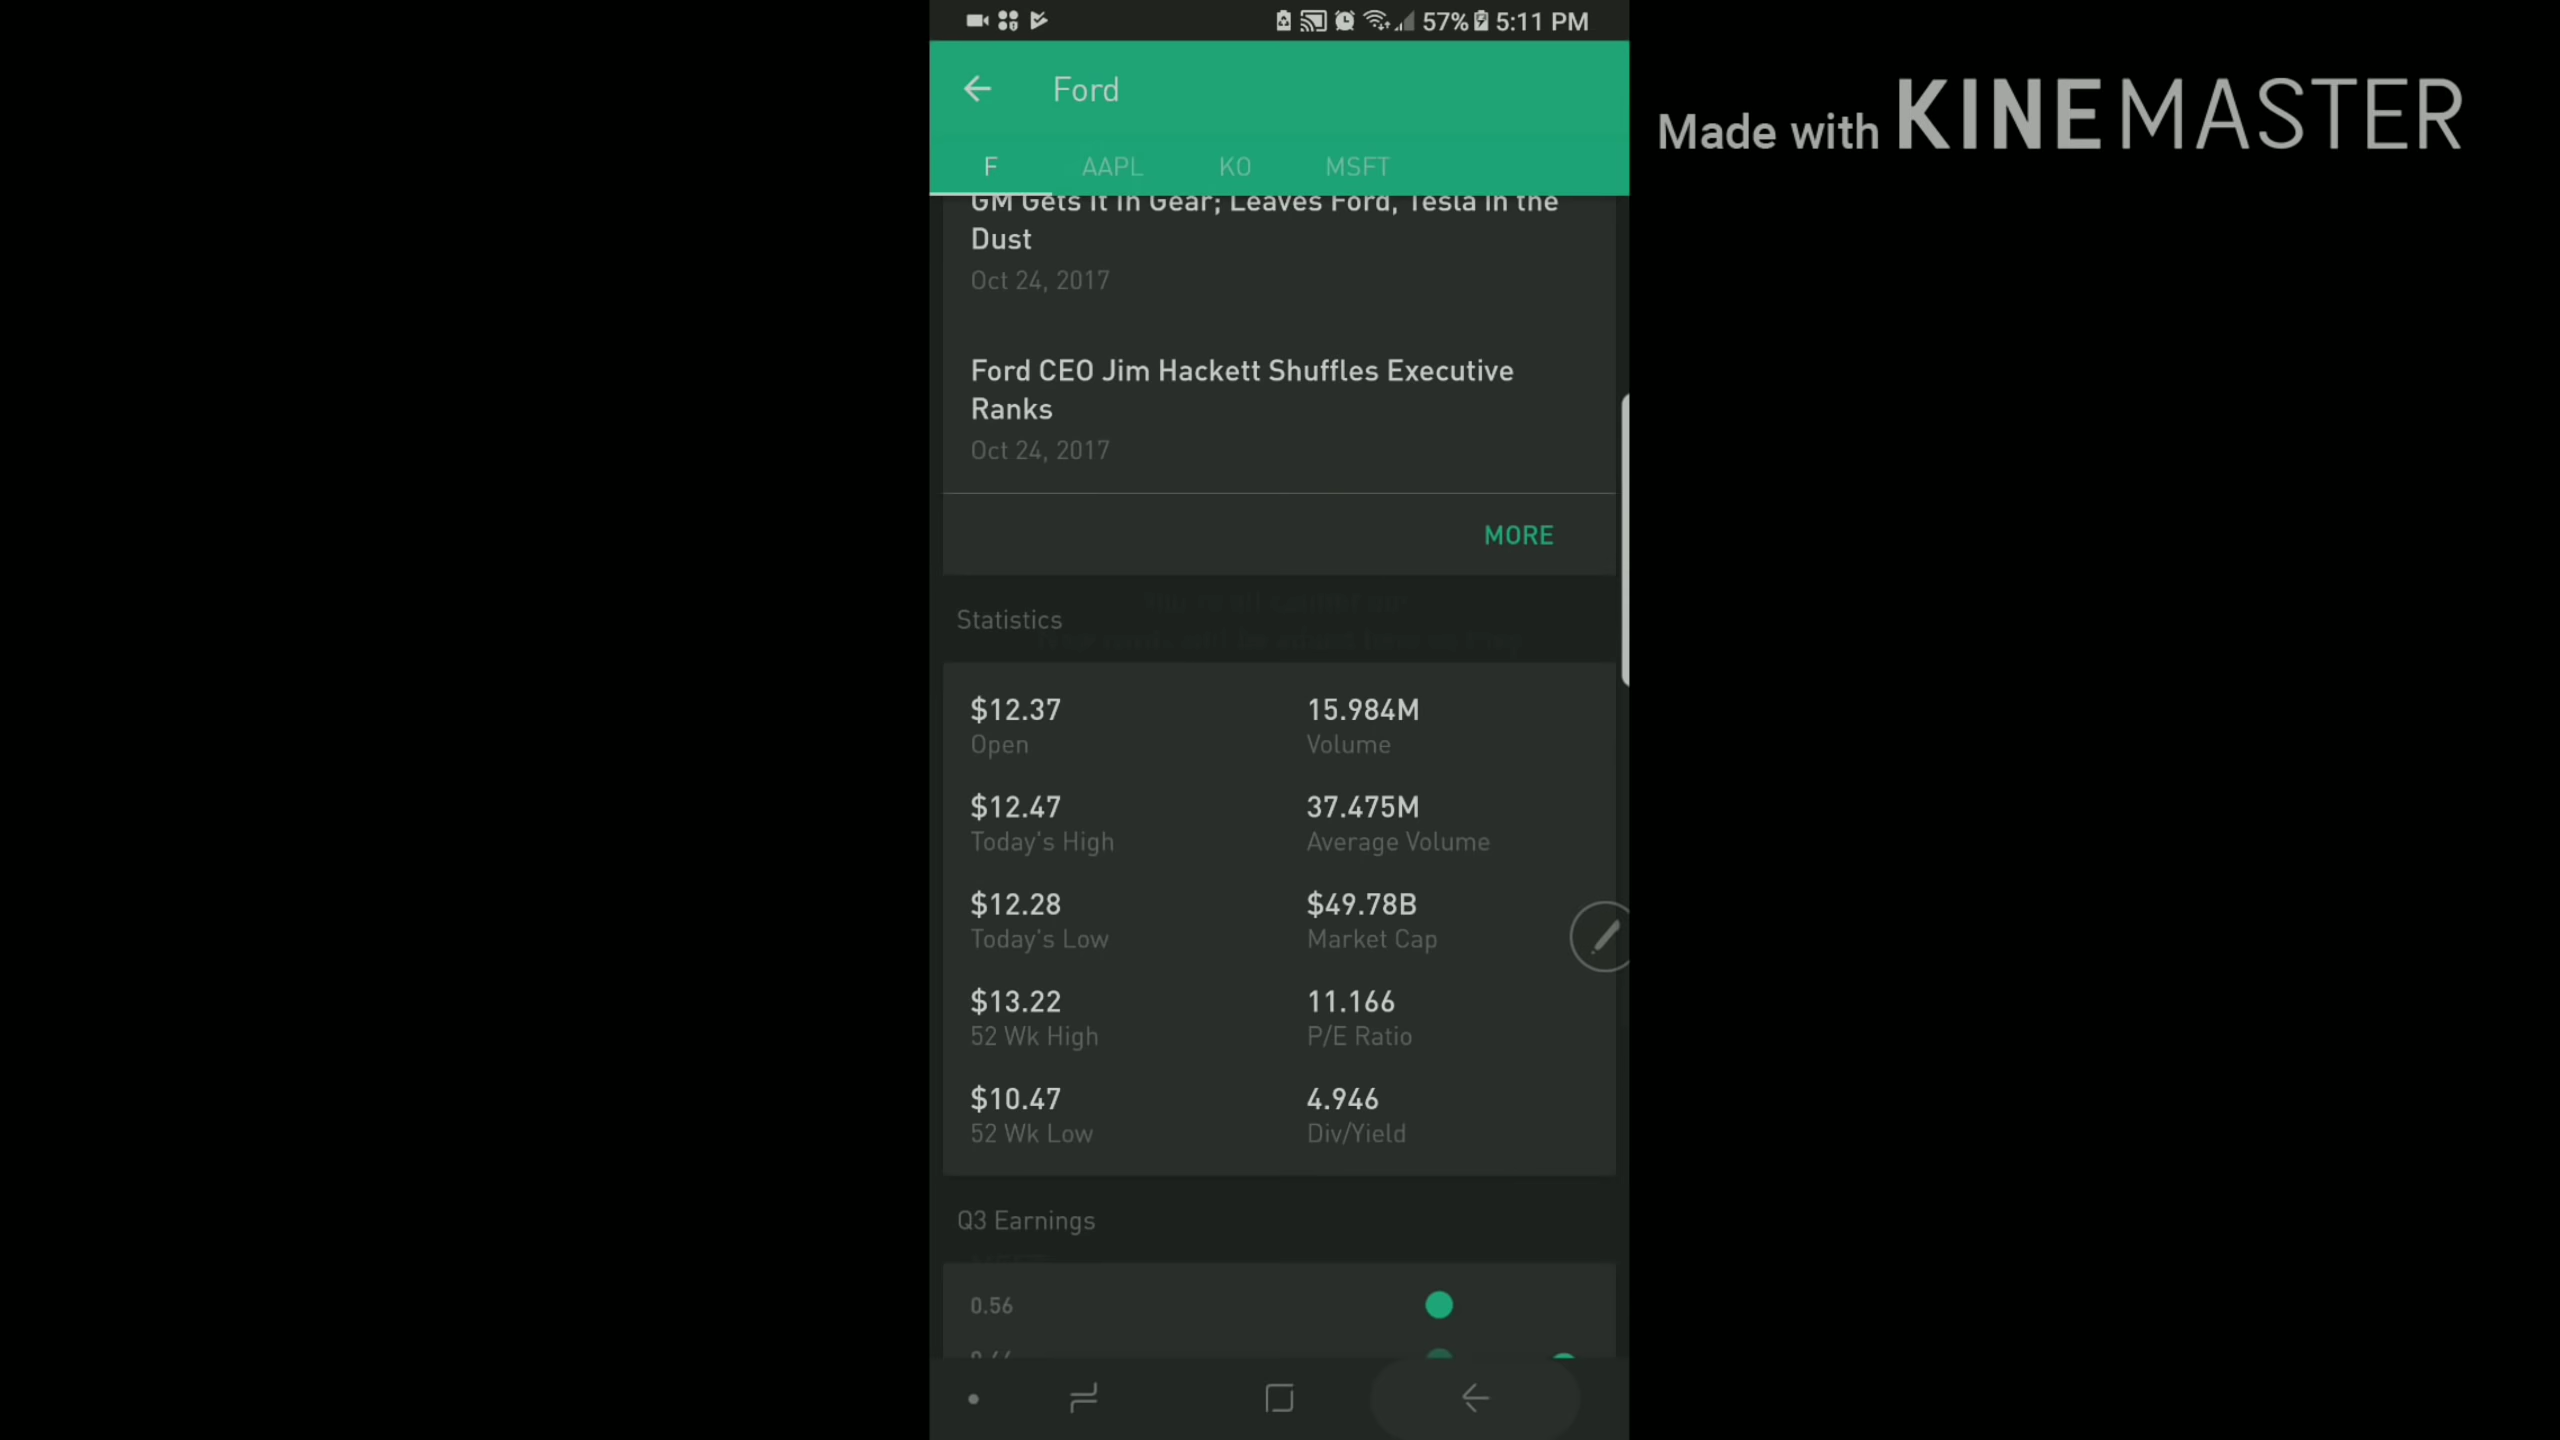 57% 5:11 PM
Ford
Made with KINEMASTER
F AAPL KO MSFT
GM Gets It In Gear; Leaves Ford, Tesla in the
Dust
Oct 24, 2017
Ford CEO Jim Hackett Shuffles Executive
Ranks
Oct 24, 2017
MORE
Statistics
$12.37 15.984M
Open Volume
$12.47 37.475M
Today's High Average Volume
$12.28 $49.78B
Today's Low Market Cap
$13.22 11.166
52 Wk High P/E Ratio
$10.47 4.946
52 Wk Low Div/Yield
Q3 Earnings
0.56